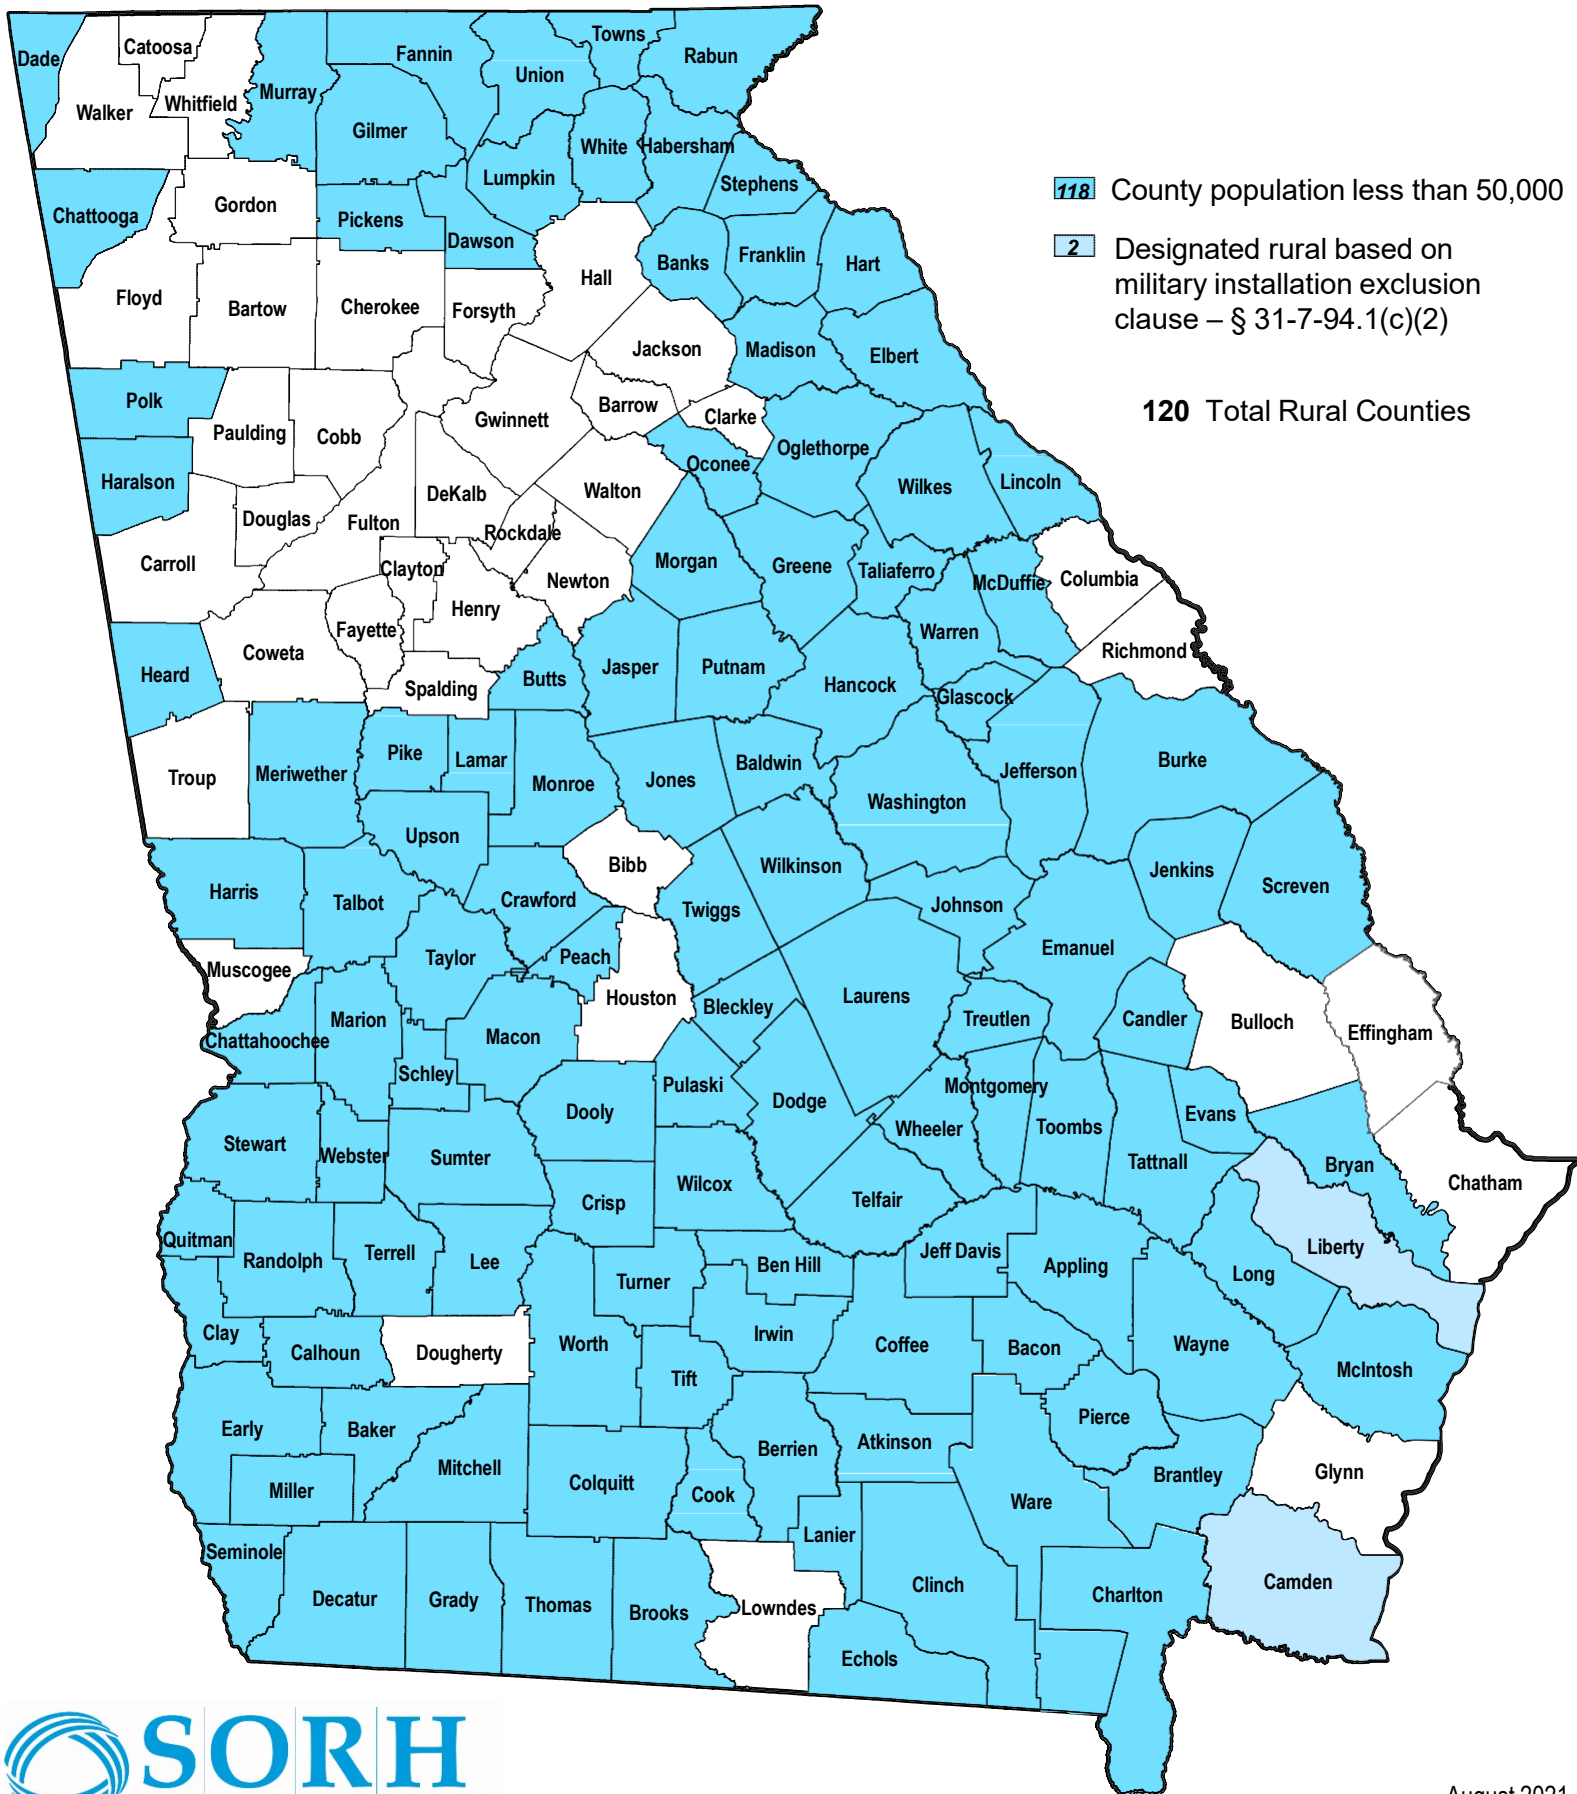 Dade
Catoosa
Walker
Whitfield
Murray
Fannin
Gilmer
Union
Towns
Rabun
White
Habersham
Lumpkin
Stephens
Chattooga
Gordon
Pickens
Dawson
Floyd
Bartow
Cherokee
Forsyth
Hall
Banks
Franklin
Hart
118 County population less than 50,000
2 Designated rural based on
military installation exclusion
clause – § 31-7-94.1(c)(2)
120 Total Rural Counties
Jackson
Madison
Elbert
Polk
Paulding
Cobb
Gwinnett
Barrow
Clarke
Oconee
Oglethorpe
Wilkes
Lincoln
Haralson
Douglas
Fulton
DeKalb
Rockdale
Walton
Carroll
Clayton
Henry
Newton
Morgan
Greene
Taliaferro
McDuffie
Columbia
Heard
Coweta
Fayette
Spalding
Butts
Jasper
Putnam
Hancock
Warren
Glascock
Richmond
Troup
Meriwether
Pike
Lamar
Monroe
Jones
Baldwin
Washington
Jefferson
Burke
Upson
Bibb
Wilkinson
Jenkins
Screven
Harris
Talbot
Crawford
Twiggs
Johnson
Emanuel
Muscogee
Taylor
Peach
Houston
Bleckley
Laurens
Treutlen
Candler
Bulloch
Effingham
Chattahoochee
Marion
Schley
Macon
Pulaski
Dodge
Montgomery
Wheeler
Toombs
Evans
Tattnall
Bryan
Chatham
Stewart
Webster
Sumter
Dooly
Crisp
Wilcox
Telfair
Liberty
Quitman
Randolph
Terrell
Lee
Turner
Ben Hill
Jeff Davis
Appling
Long
Clay
Calhoun
Dougherty
Worth
Tift
Irwin
Coffee
Bacon
Wayne
McIntosh
Early
Baker
Mitchell
Miller
Colquitt
Cook
Berrien
Atkinson
Pierce
Ware
Brantley
Glynn
Seminole
Decatur
Grady
Thomas
Brooks
Lowndes
Lanier
Clinch
Echols
Charlton
Camden
SORH
August 2021